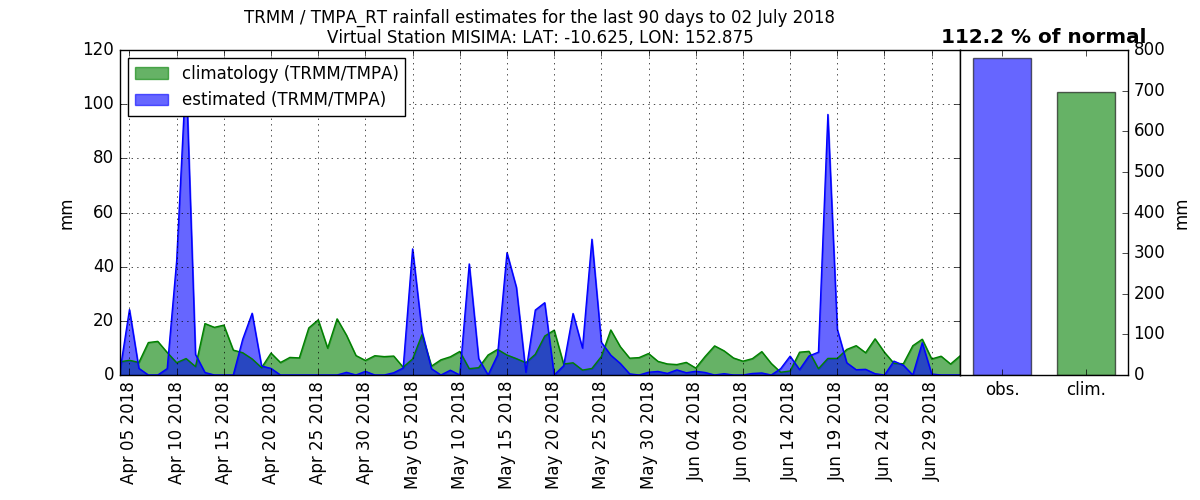 TRMM / TMPA_RT rainfall estimates for the last 90 days to 02 July 2018
Virtual Station MISIMA: LAT: -10.625, LON: 152.875
112.2 % of normal
climatology (TRMM/TMPA)
estimated (TRMM/TMPA)
mm
120
100
80
60
40
20
0
Apr 05 2018
Apr 10 2018
Apr 15 2018
Apr 20 2018
Apr 25 2018
Apr 30 2018
May 05 2018
May 10 2018
May 15 2018
May 20 2018
May 25 2018
May 30 2018
Jun 04 2018
Jun 09 2018
Jun 14 2018
Jun 19 2018
Jun 24 2018
Jun 29 2018
800
700
600
500
400
300
200
100
0
mm
obs.
clim.